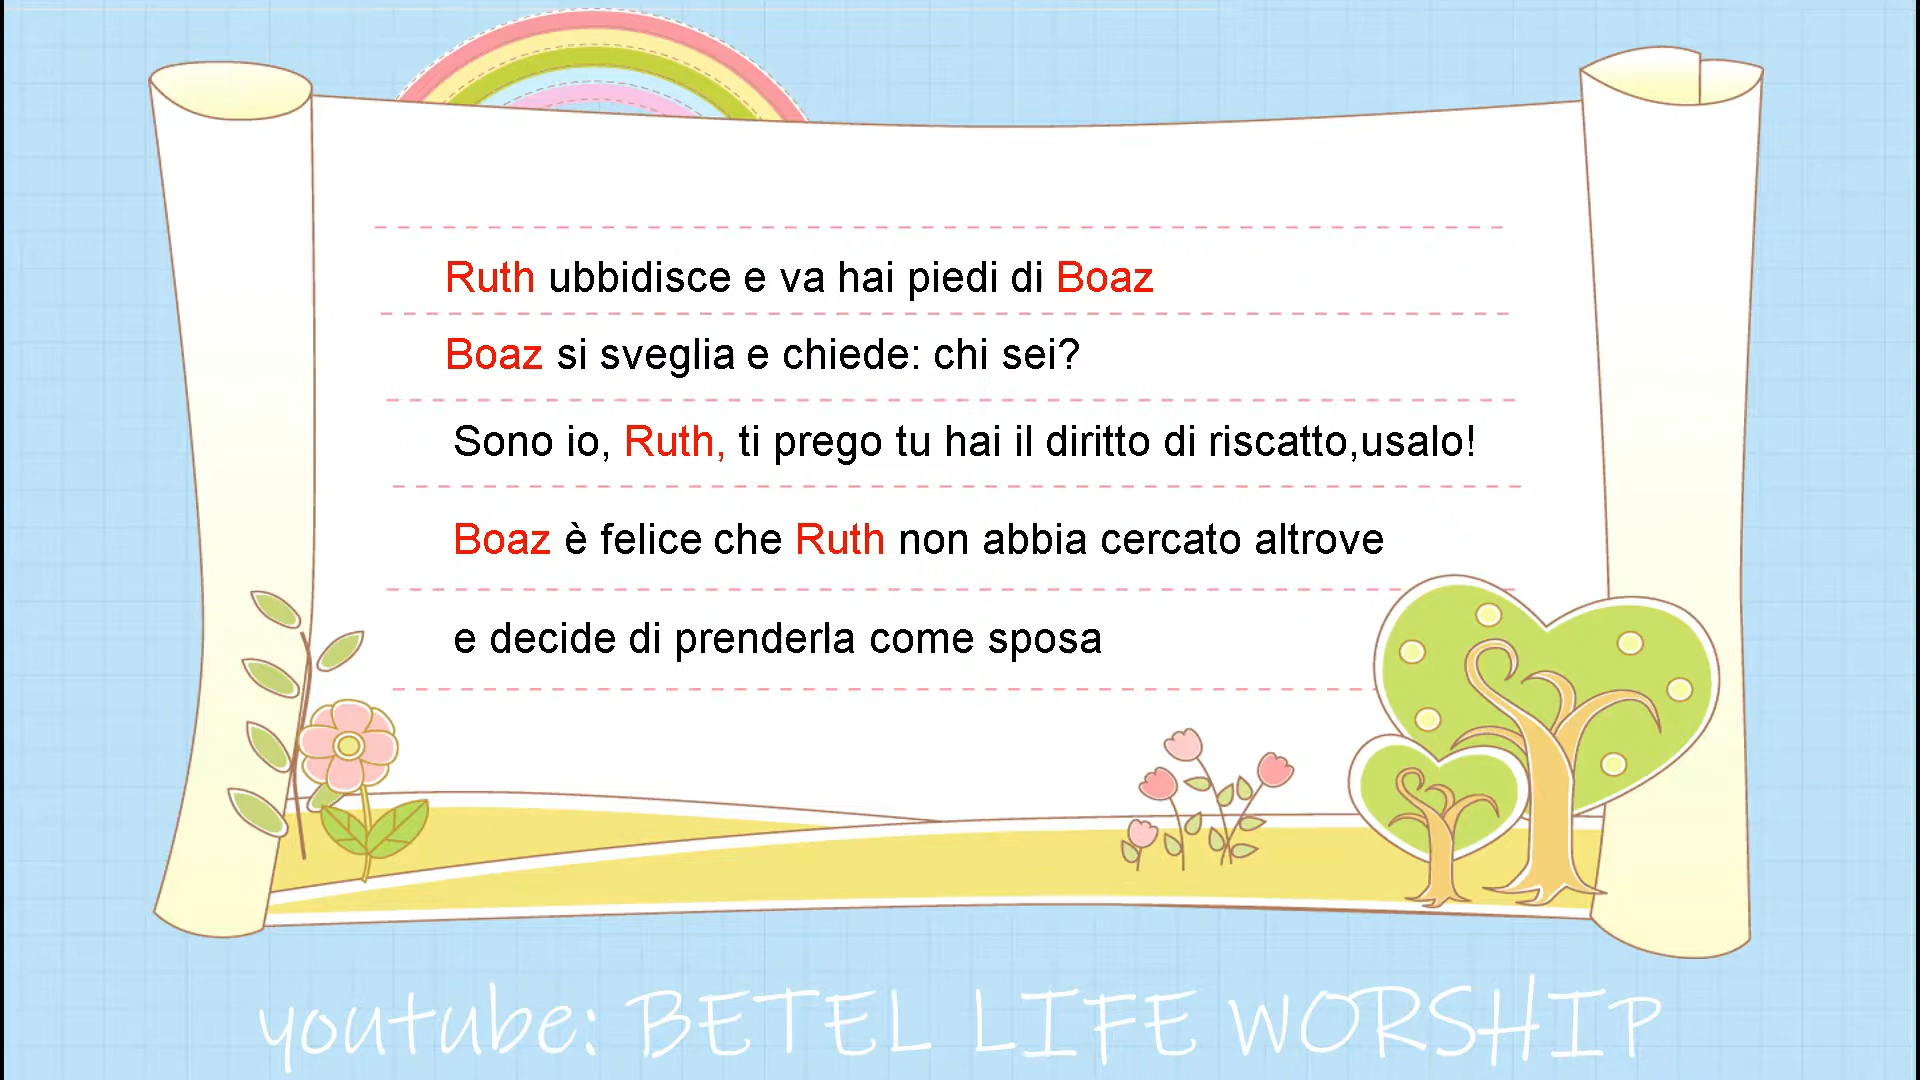 Ruth ubbidisce e va hai piedi di Boaz
Boaz si sveglia e chiede: chi sei?
Sono io, Ruth, ti prego tu hai il diritto di riscatto,usalo!
Boaz è felice che Ruth non abbia cercato altrove
e decide di prenderla come sposa
youtube: BETEL LIFE WORSHIP